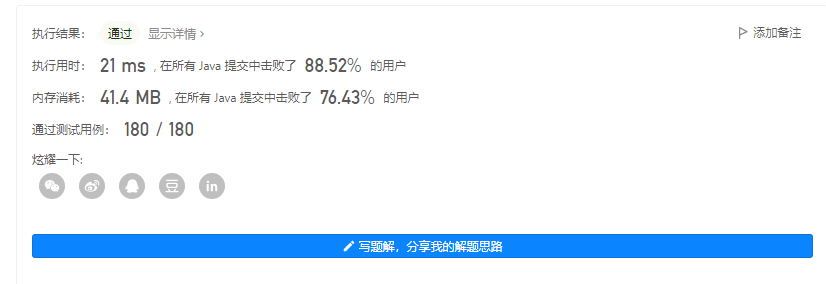 执行结果： 通过 显示详情 › 添加备注
执行用时： 21 ms , 在所有 Java 提交中击败了 88.52% 的用户
内存消耗： 41.4 MB , 在所有 Java 提交中击败了 76.43% 的用户
通过测试用例： 180 / 180
炫耀一下:
豆 in
写题解，分享我的解题思路